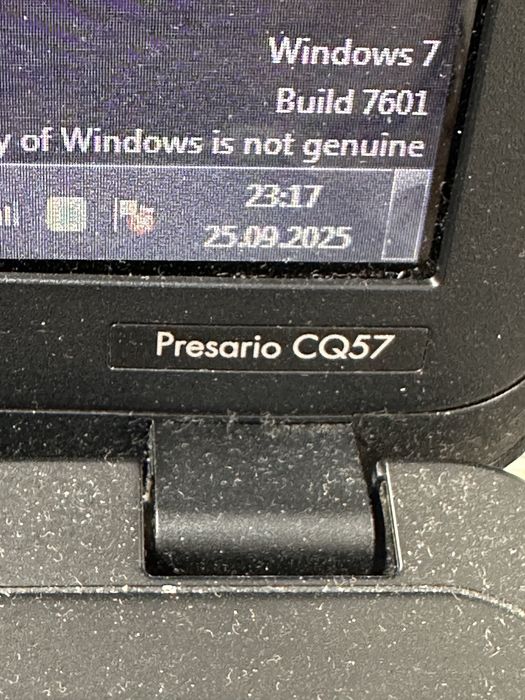 Windows 7
Build 7601
y of Windows is not genuine
23:17
25.09.2025
Presario CQ57